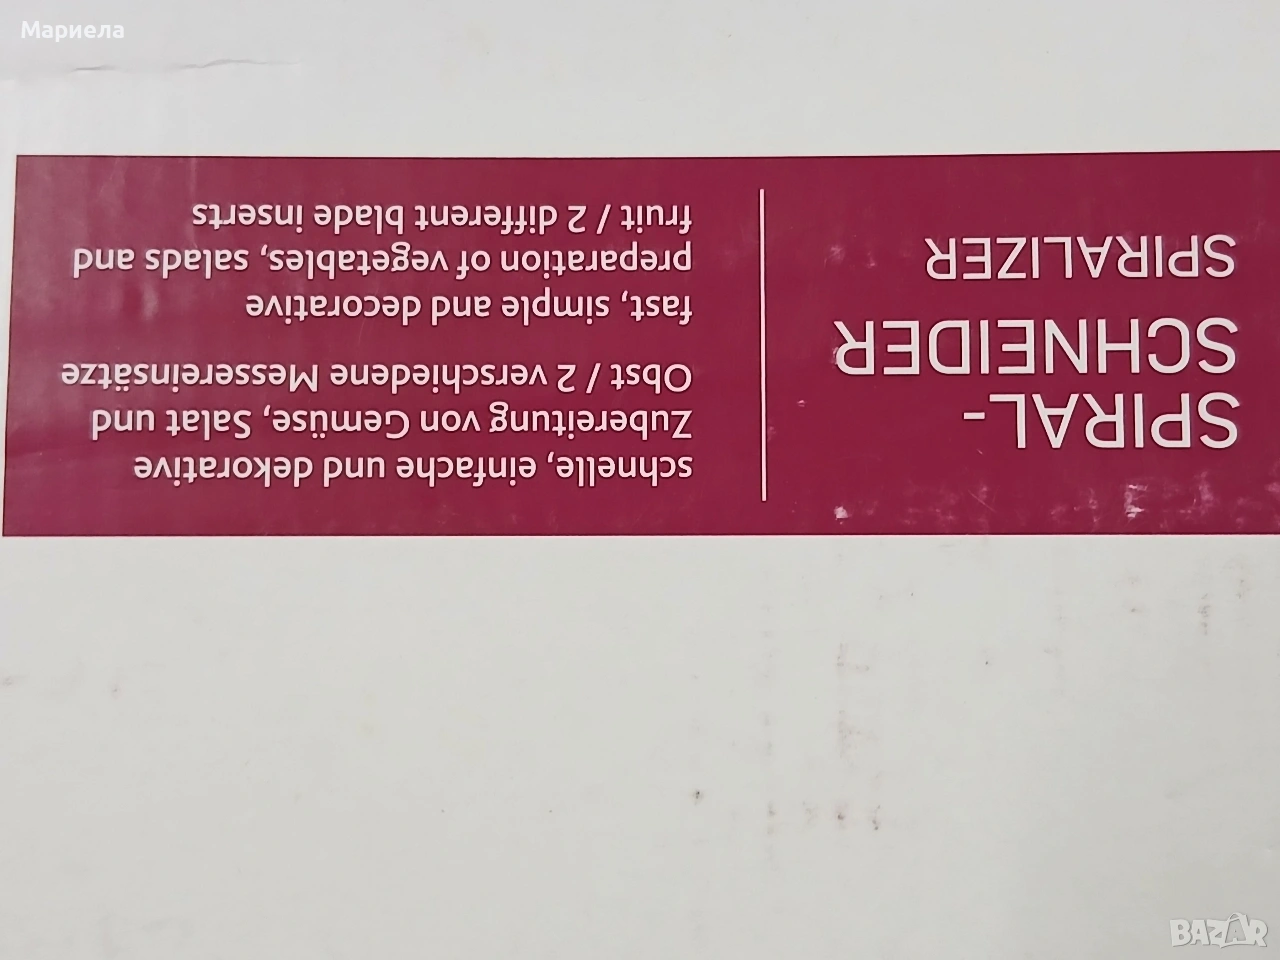 Мариела
SPIRAL-
SCHNEIDER
SPIRALIZER
schnelle, einfache und dekorative
Zubereitung von Gemüse, Salat und
Obst / 2 verschiedene Messereinsätze
fast, simple and decorative
preparation of vegetables, salads and
fruit / 2 different blade inserts
BAZAR